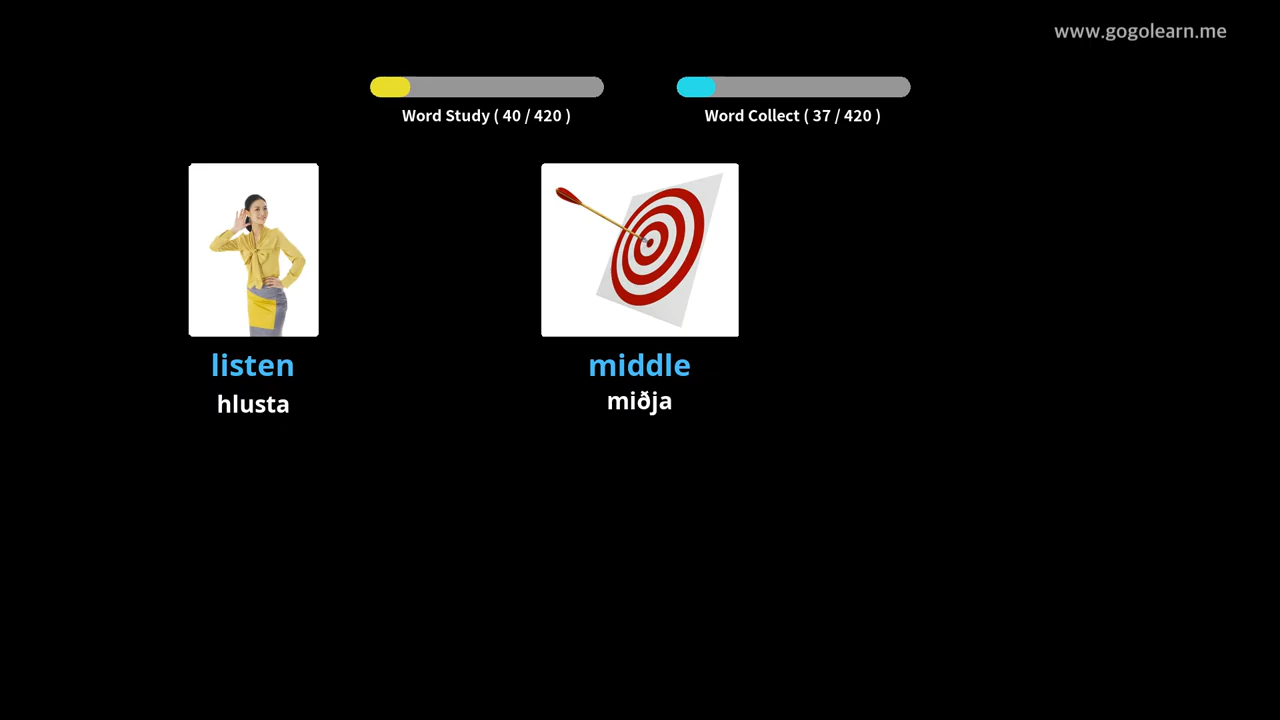 www.gogolearn.me
Word Study ( 40 / 420 )
Word Collect ( 37 / 420 )
listen
hlusta
middle
miðja